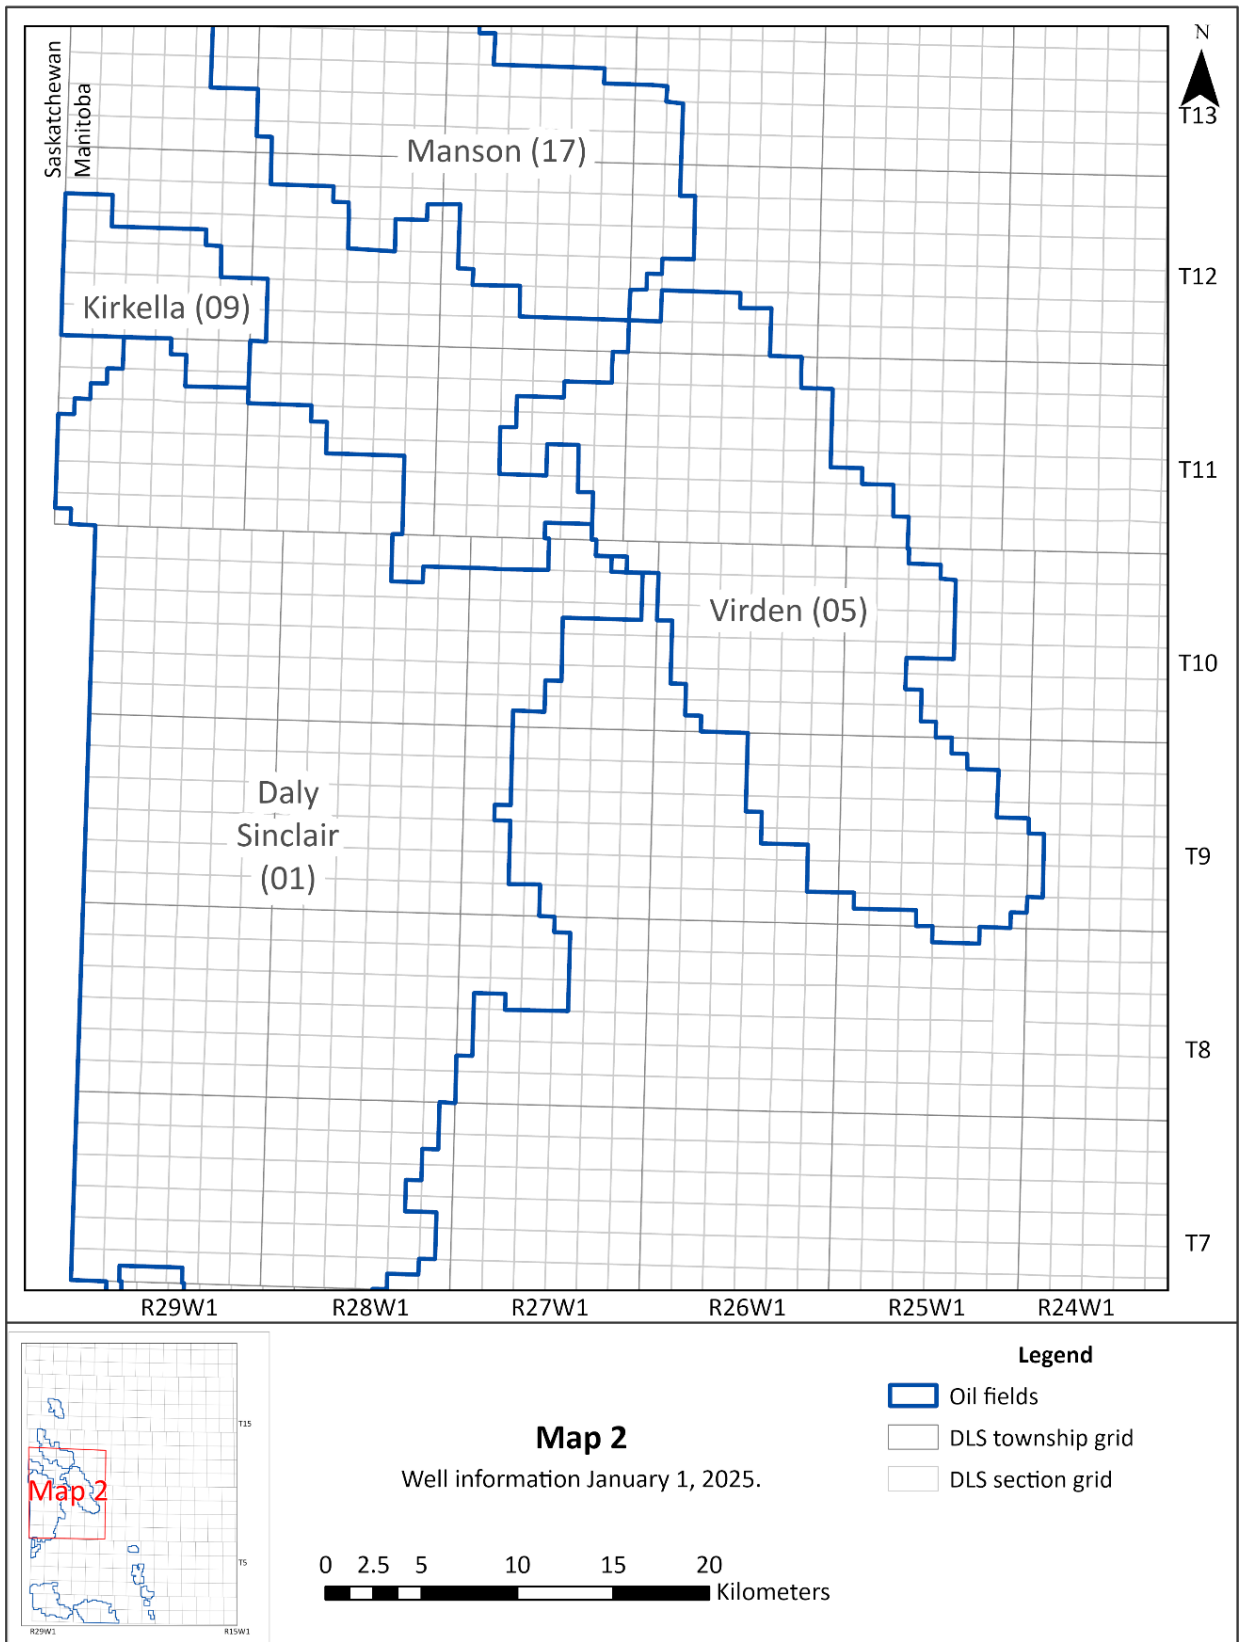 N
Saskatchewan
Manitoba
T13
Manson (17)
T12
Kirkella (09)
T11
Virden (05)
T10
Daly
Sinclair
(01)
T9
T8
T7
R29W1 R28W1 R27W1 R26W1 R25W1 R24W1
T15
Map 2
T5
R29W1 R15W1
Map 2
Well information January 1, 2025.
0 2.5 5 10 15 20
Kilometers
Legend
Oil fields
DLS township grid
DLS section grid